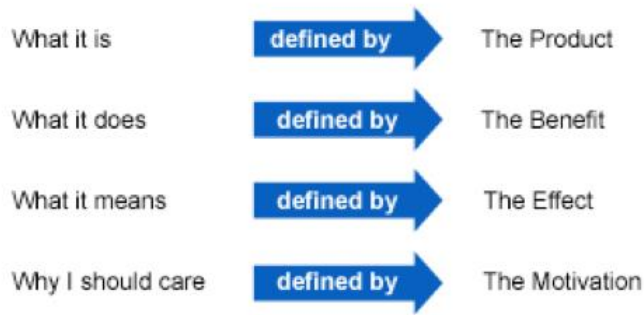 What it is defined by The Product
What it does defined by The Benefit
What it means defined by The Effect
Why I should care defined by The Motivation